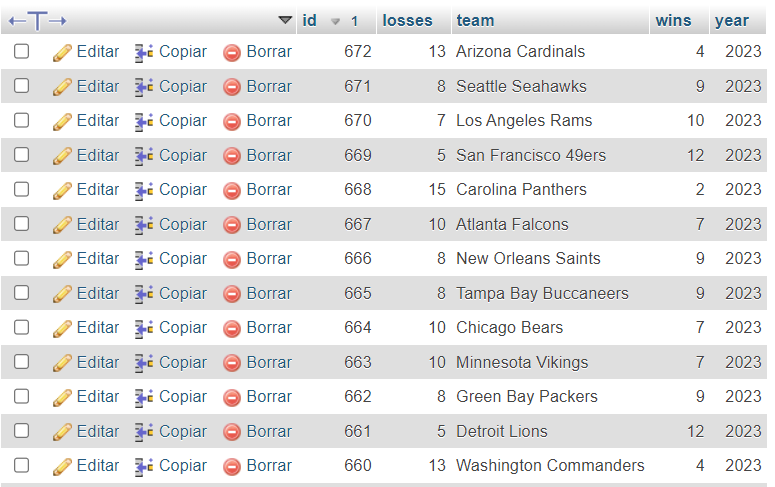 id 1 losses team wins year
Editar Copiar Borrar 672 13 Arizona Cardinals 4 2023
Editar Copiar Borrar 671 8 Seattle Seahawks 9 2023
Editar Copiar Borrar 670 7 Los Angeles Rams 10 2023
Editar Copiar Borrar 669 5 San Francisco 49ers 12 2023
Editar Copiar Borrar 668 15 Carolina Panthers 2 2023
Editar Copiar Borrar 667 10 Atlanta Falcons 7 2023
Editar Copiar Borrar 666 8 New Orleans Saints 9 2023
Editar Copiar Borrar 665 8 Tampa Bay Buccaneers 9 2023
Editar Copiar Borrar 664 10 Chicago Bears 7 2023
Editar Copiar Borrar 663 10 Minnesota Vikings 7 2023
Editar Copiar Borrar 662 8 Green Bay Packers 9 2023
Editar Copiar Borrar 661 5 Detroit Lions 12 2023
Editar Copiar Borrar 660 13 Washington Commanders 4 2023